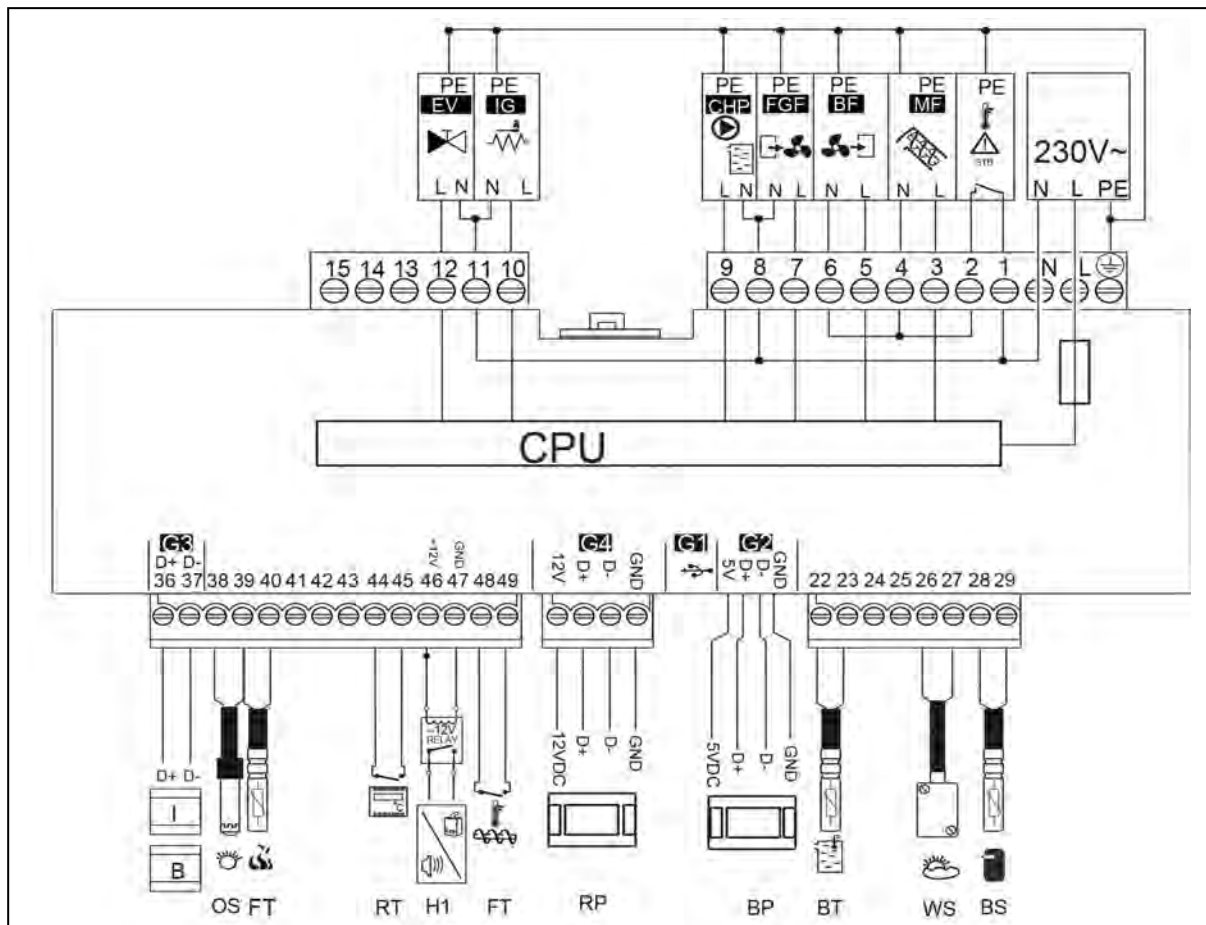 PE PE PE PE PE PE PE
EV IG CHP FGF BF MF
STB
230V~
L N N L L N N L N L N L N L PE
15 14 13 12 11 10 9 8 7 6 5 4 3 2 1 N L
CPU
G3 G4 G1 G2
D+ D- +12V GND 12V D+ D- GND 5V D+ D- GND
36 37 38 39 40 41 42 43 44 45 46 47 48 49 22 23 24 25 26 27 28 29
~12V
RELAY
12VDC D+ D- GND 5VDC D+ D- GND
D+ D-
I
°C
B
OS FT RT H1 FT RP BP BT WS BS